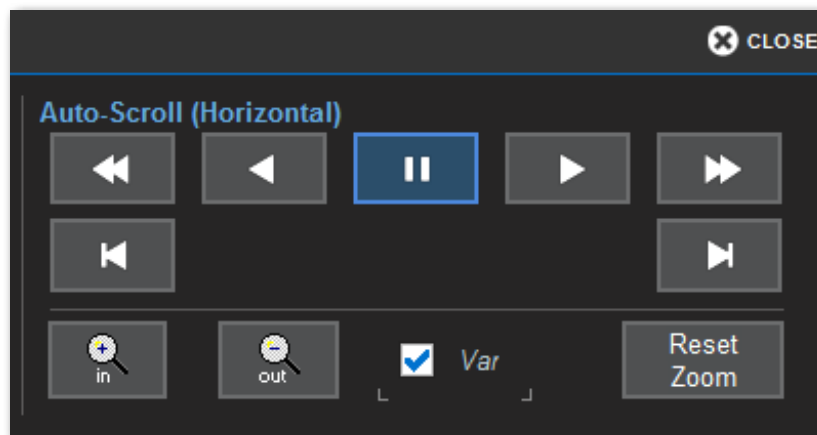 CLOSE
Auto-Scroll (Horizontal)
in
out
Var
Reset
Zoom